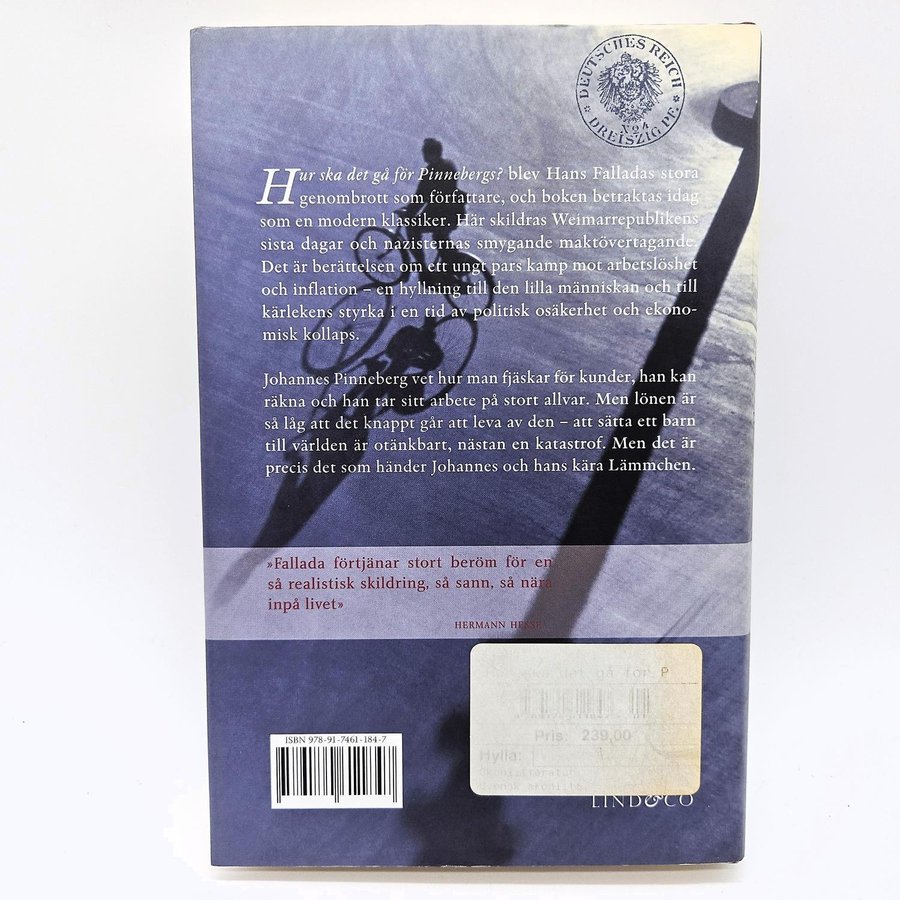 DEUTSCHES REICH
Nº 4
DREISZIG PF.
Hur ska det gå för Pinnebergs? blev Hans Falladas stora
genombrott som författare, och boken betraktas idag
som en modern klassiker. Här skildras Weimarrepublikens
sista dagar och nazisternas smygande maktövertagande.
Det är berättelsen om ett ungt pars kamp mot arbetslöshet
och inflation – en hyllning till den lilla människan och till
kärlekens styrka i en tid av politisk osäkerhet och ekono-
misk kollaps.
Johannes Pinneberg vet hur man fjäskar för kunder, han kan
räkna och han tar sitt arbete på stort allvar. Men lönen är
så låg att det knappt går att leva av den – att sätta ett barn
till världen är otänkbart, nästan en katastrof. Men det är
precis det som händer Johannes och hans kära Lämmchen.
»Fallada förtjänar stort beröm för en
så realistisk skildring, så sann, så nära
inpå livet»
HERMANN HESSE
det gå för P
Pris: 239,00
Hylla:
ISBN 978-91-7461-184-7
LIND&CO